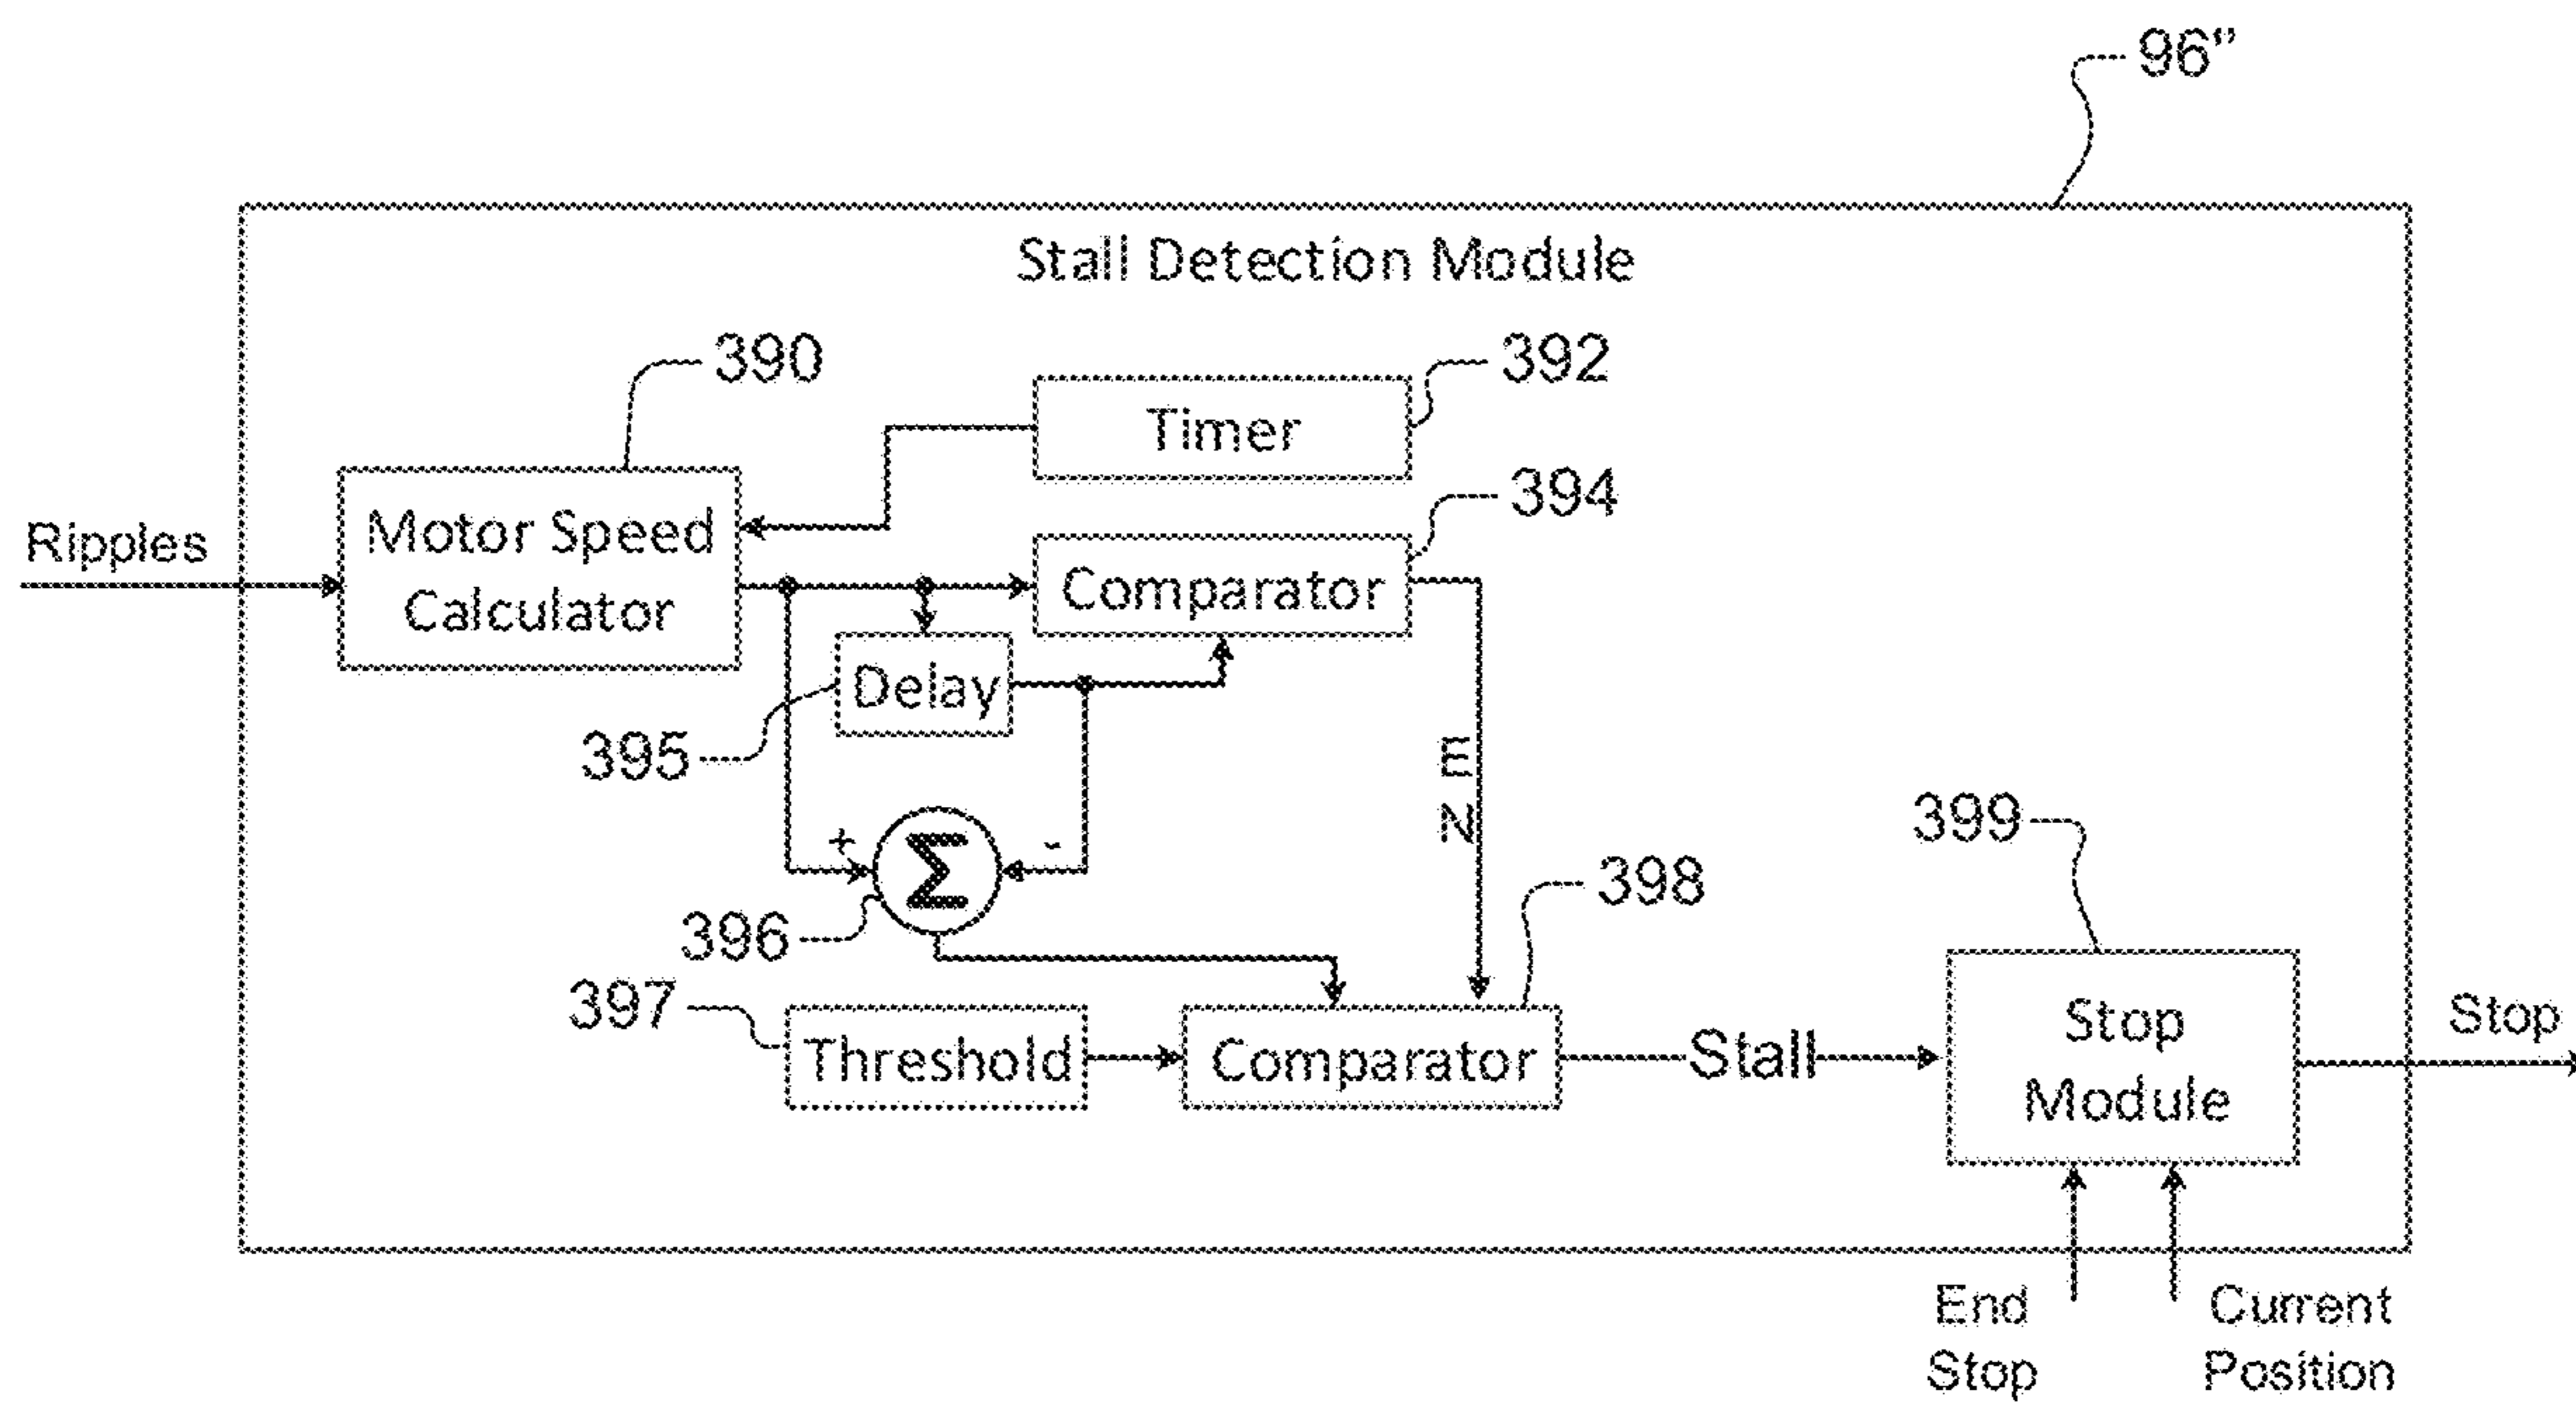 96"
Stall Detection Module
390
392
Timer
394
Ripples
Motor Speed
Calculator
Comparator
Delay
395
E
N
+
-
Σ
396
398
399
397
Threshold
Comparator
Stall
Stop
Module
Stop
End
Stop
Current
Position